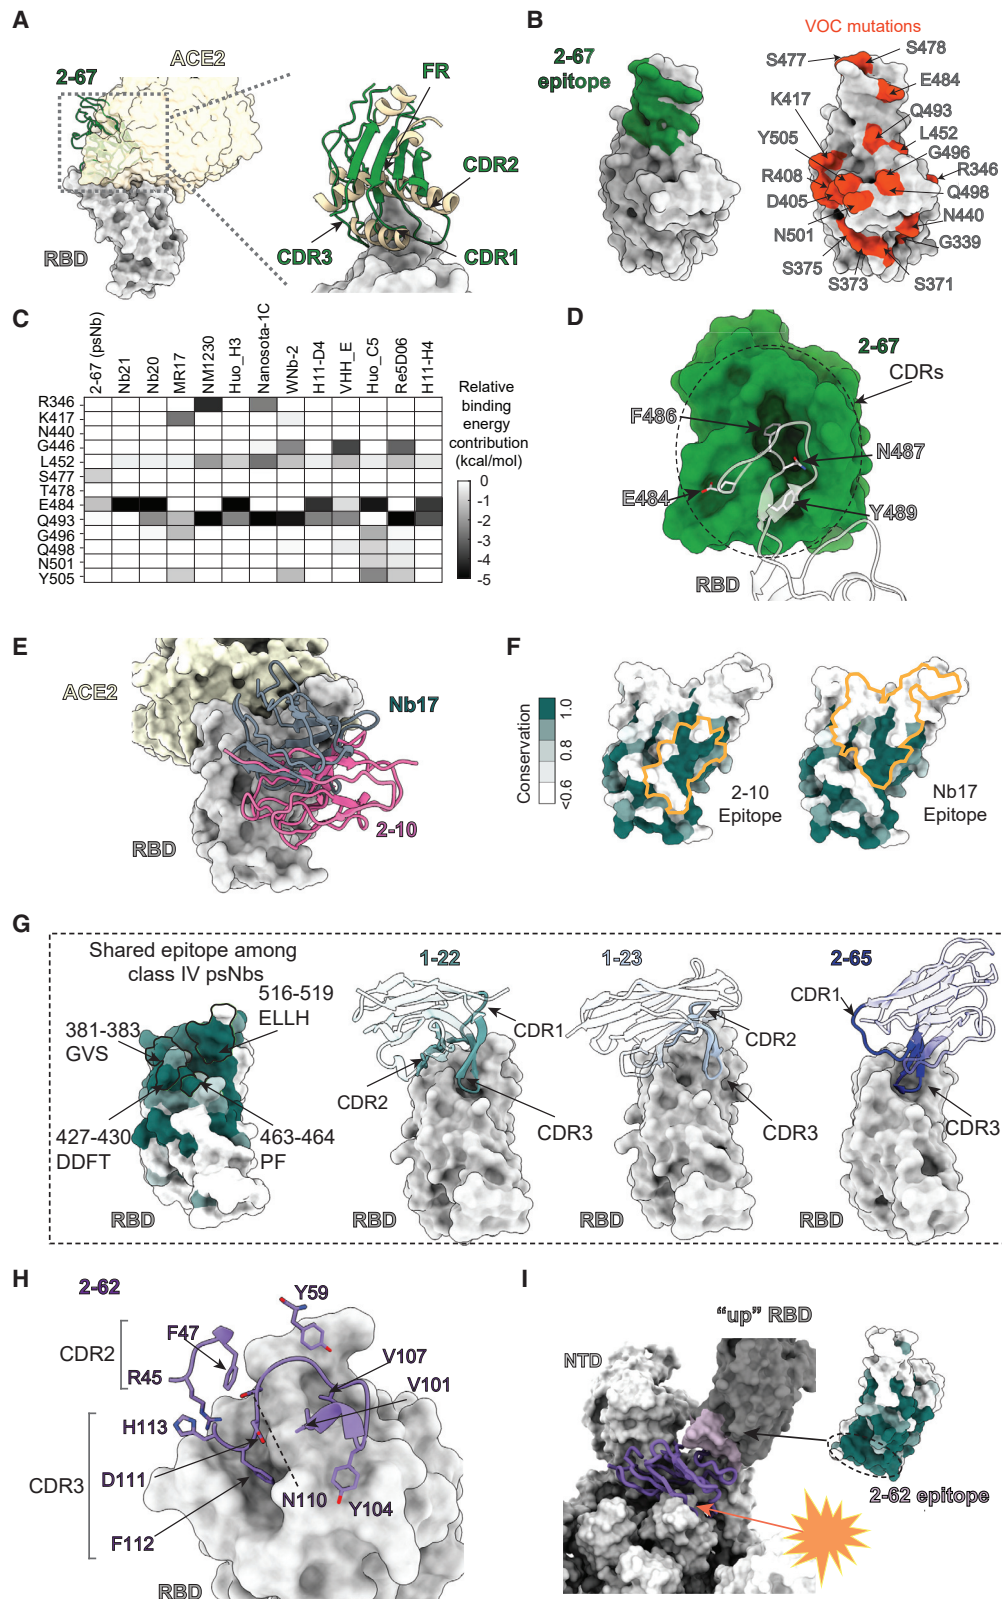 A
ACE2
2-67
FR
CDR2
CDR3
CDR1
RBD
B
VOC mutations
2-67
epitope
S477
S478
E484
K417
Q493
Y505
L452
G496
R346
R408
D405
Q498
N440
N501
G339
S375
S373
S371
C
2-67 (psNb)
Nb21
Nb20
MR17
NM1230
Huo_H3
Nanosota-1C
WNb-2
H11-D4
VHH_E
Huo_C5
Re5D06
H11-H4
R346
K417
N440
G446
L452
S477
T478
E484
Q493
G496
Q498
N501
Y505
Relative
binding
energy
contribution
(kcal/mol)
0
-1
-2
-3
-4
-5
D
2-67
CDRs
F486
N487
E484
Y489
RBD
E
ACE2
Nb17
2-10
RBD
F
Conservation
1.0
0.8
<0.6
2-10
Epitope
Nb17
Epitope
G
Shared epitope among
class IV psNbs
516-519
ELLH
381-383
GVS
427-430
DDFT
463-464
PF
RBD
1-22
CDR1
CDR2
CDR3
RBD
1-23
CDR2
CDR3
RBD
2-65
CDR1
CDR3
RBD
H
2-62
Y59
F47
CDR2
R45
V107
V101
H113
CDR3
D111
N110
Y104
F112
RBD
I
"up" RBD
NTD
2-62 epitope